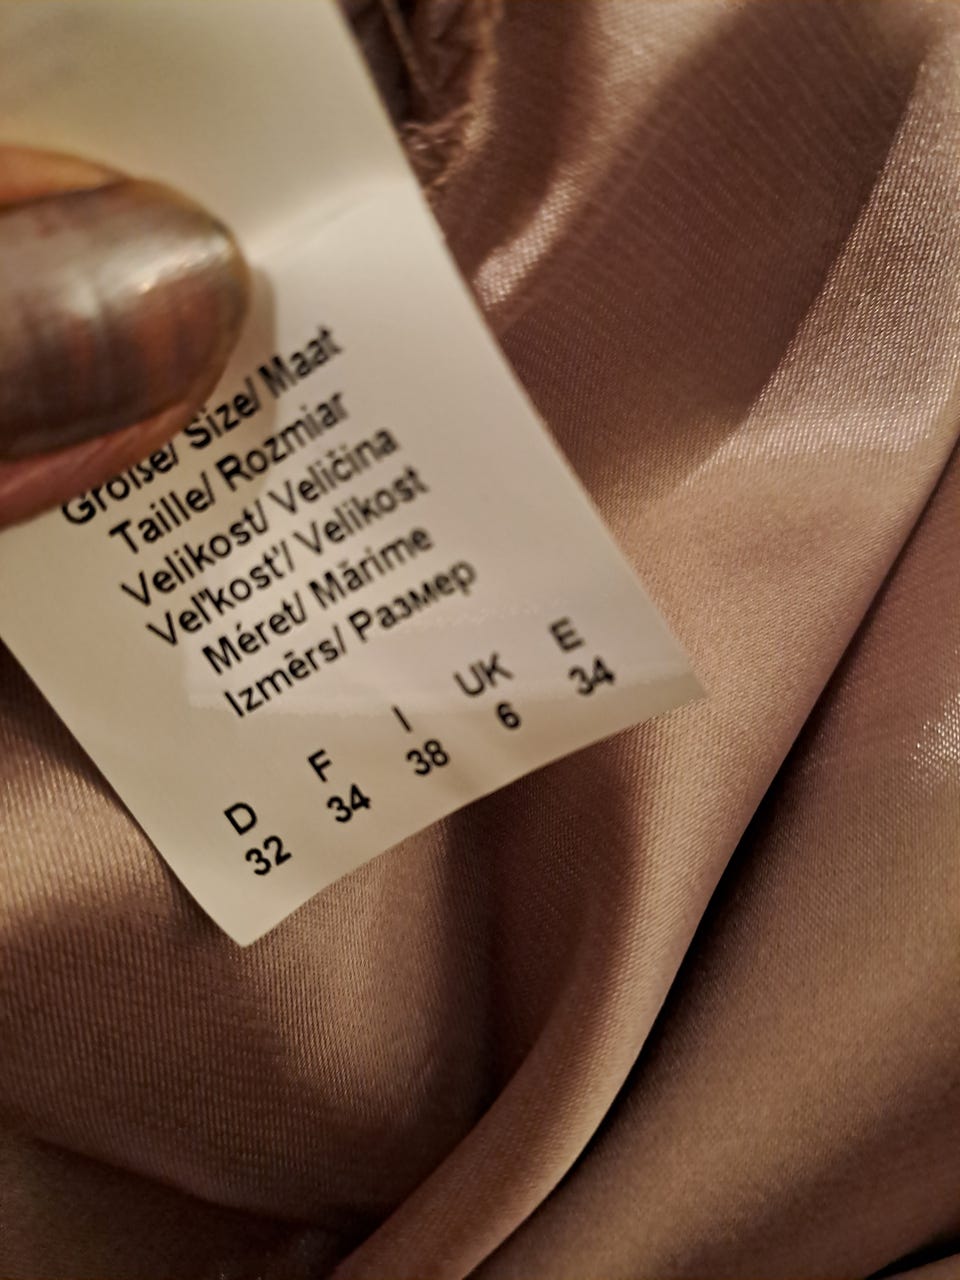 Größe/ Size/ Maat
Taille/ Rozmiar
Velikost/ Veličina
Veľkosť/ Velikost
Méret/ Mărime
Izmērs/ Размер
D F I UK E
32 34 38 6 34